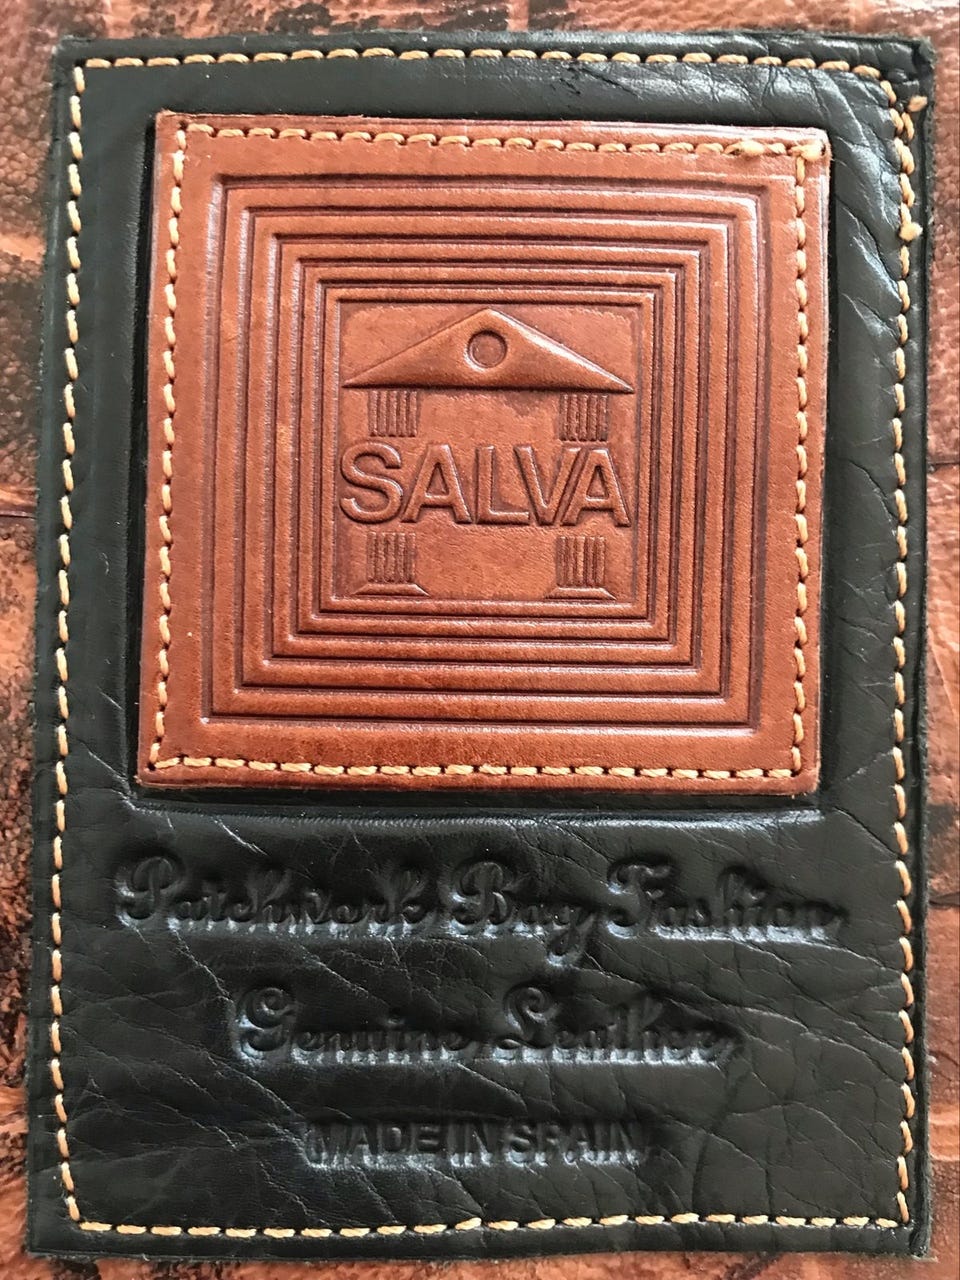 SALVA
Patchwork Bag Fashion
Genuine Leather
MADE IN SPAIN